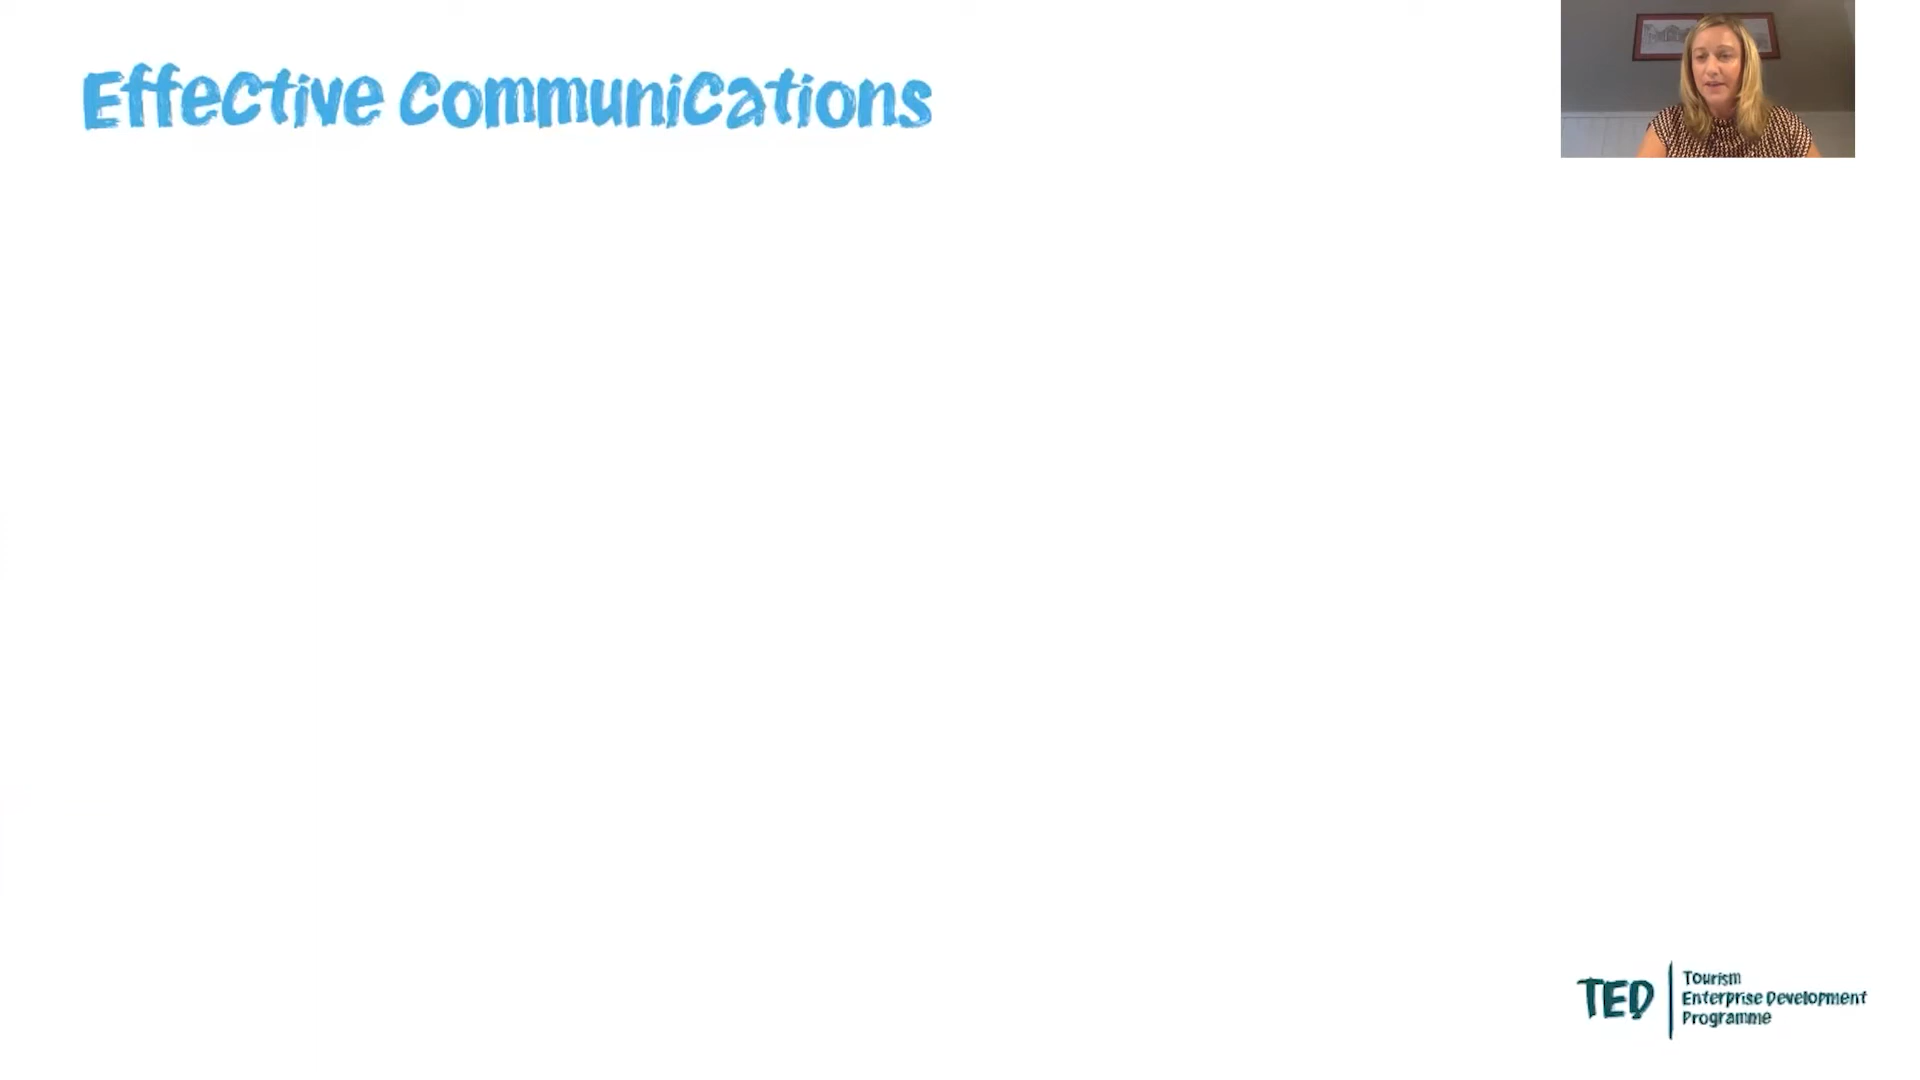 Effective Communications
TED
Tourism
Enterprise Development
Programme